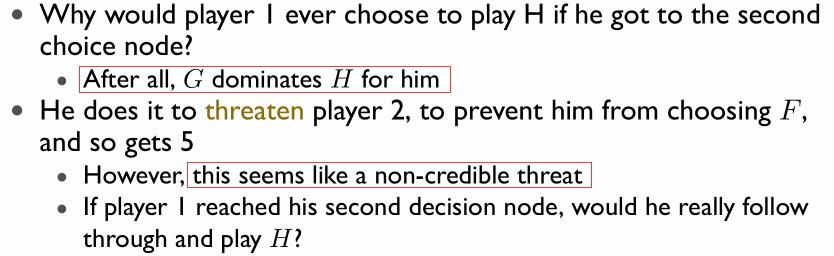 • Why would player 1 ever choose to play H if he got to the second
choice node?
• After all, G dominates H for him
• He does it to threaten player 2, to prevent him from choosing F,
and so gets 5
• However, this seems like a non-credible threat
• If player 1 reached his second decision node, would he really follow
through and play H?